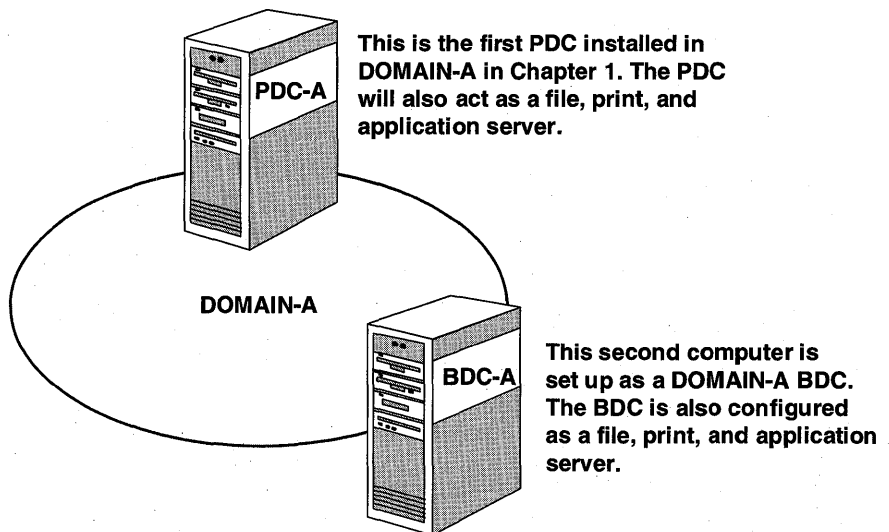 This is the first PDC installed in
DOMAIN-A in Chapter 1. The PDC
will also act as a file, print, and
application server.
PDC-A
DOMAIN-A
BDC-A
This second computer is
set up as a DOMAIN-A BDC.
The BDC is also configured
as a file, print, and application
server.